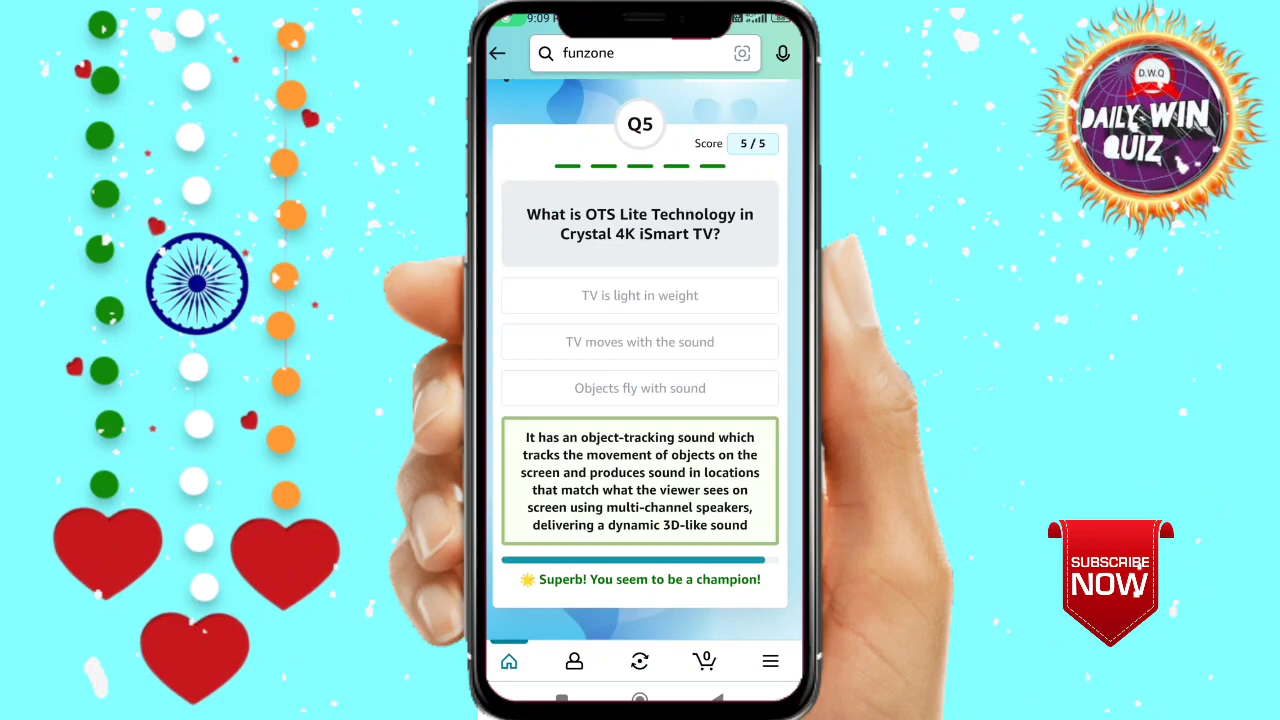 9:09
funzone
Q5
Score 5 / 5
What is OTS Lite Technology in
Crystal 4K iSmart TV?
TV is light in weight
TV moves with the sound
Objects fly with sound
It has an object-tracking sound which
tracks the movement of objects on the
screen and produces sound in locations
that match what the viewer sees on
screen using multi-channel speakers,
delivering a dynamic 3D-like sound
🌟 Superb! You seem to be a champion!
0
D.W.Q
DAILY WIN
QUIZ
SUBSCRIBE
NOW